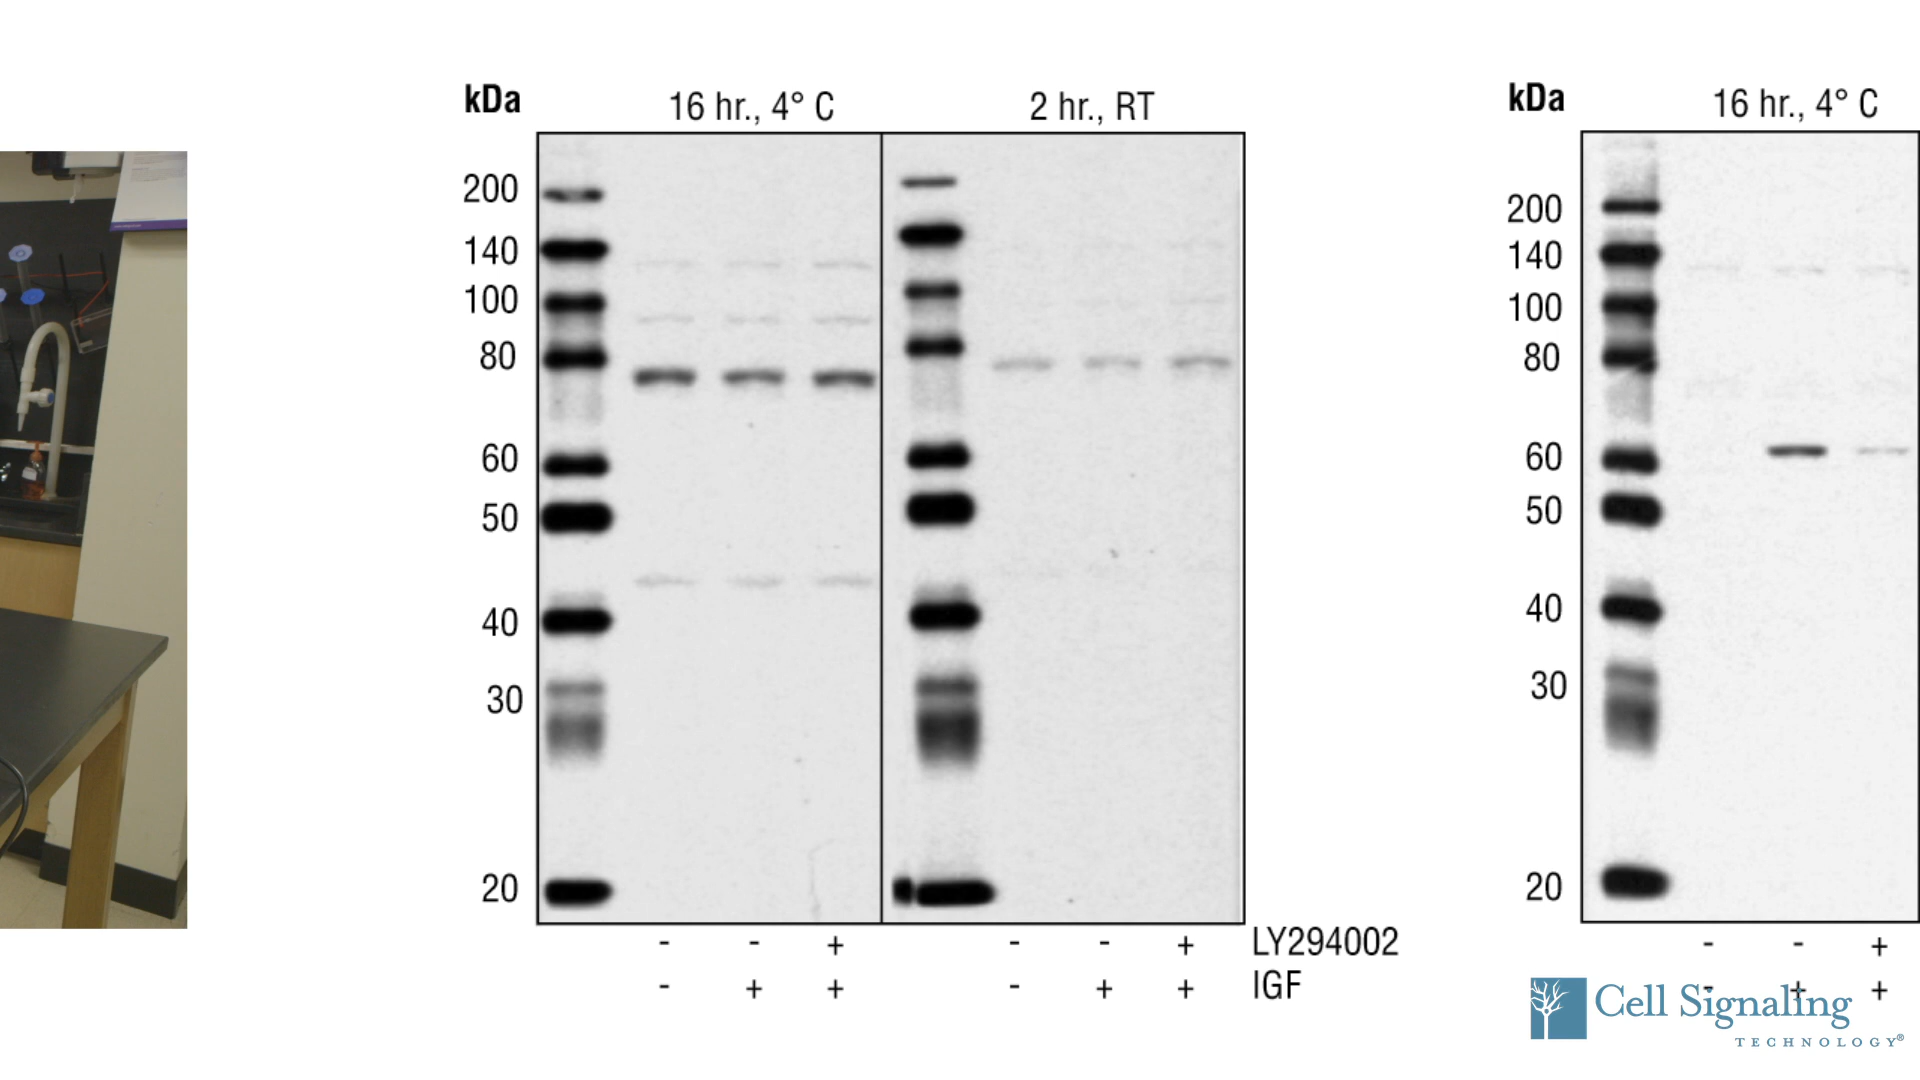 kDa
16 hr., 4° C
2 hr., RT
200
140
100
80
60
50
40
30
20
- - + - - + LY294002
- + + - + + IGF
kDa
16 hr., 4° C
200
140
100
80
60
50
40
30
20
- - +
- + +
Cell Signaling
TECHNOLOGY®